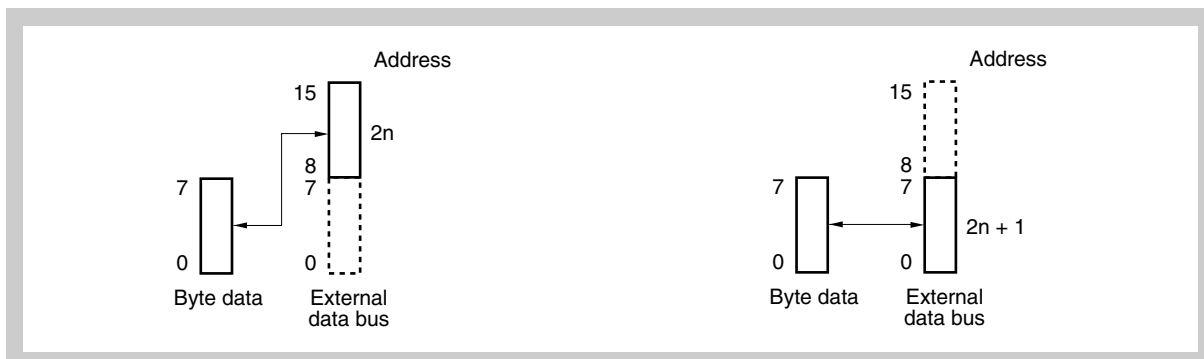 Address
15
2n
8
7
7
0
0
Byte data
External
data bus
Address
15
8
7
7
2n + 1
0
0
Byte data
External
data bus